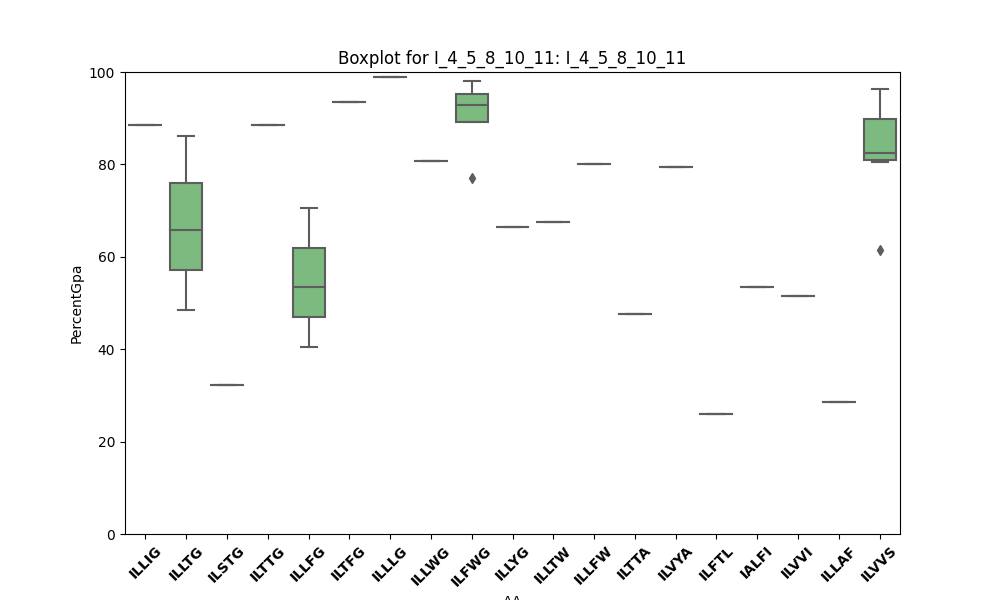 Boxplot for I_4_5_8_10_11: I_4_5_8_10_11
100
80
60
40
20
0
PercentGpa
ILLIG ILLTG ILSTG ILTTG ILLFG ILTFG ILLLG ILLWG ILFWG ILLYG ILLTW ILLFW ILTTA ILVYA ILFTL IALFI ILVVI ILLAF ILVVS
AA